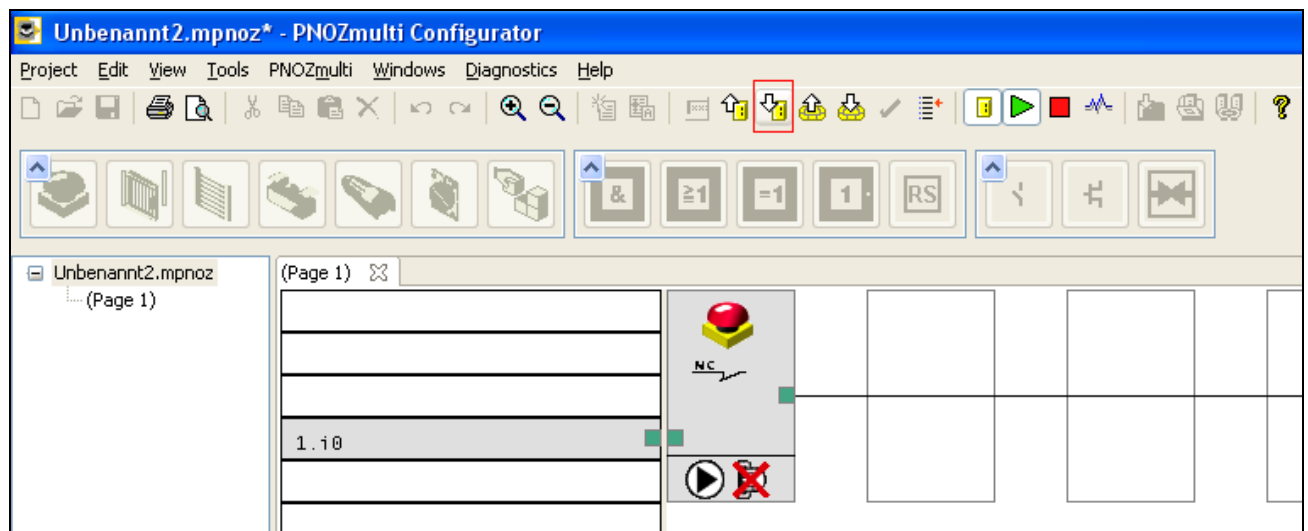 Unbenannt2.mpnoz* - PNOZmulti Configurator
Project Edit View Tools PNOZmulti Windows Diagnostics Help
& ≥1 =1 1 RS
Unbenannt2.mpnoz
(Page 1)
(Page 1)
NC
1.i0